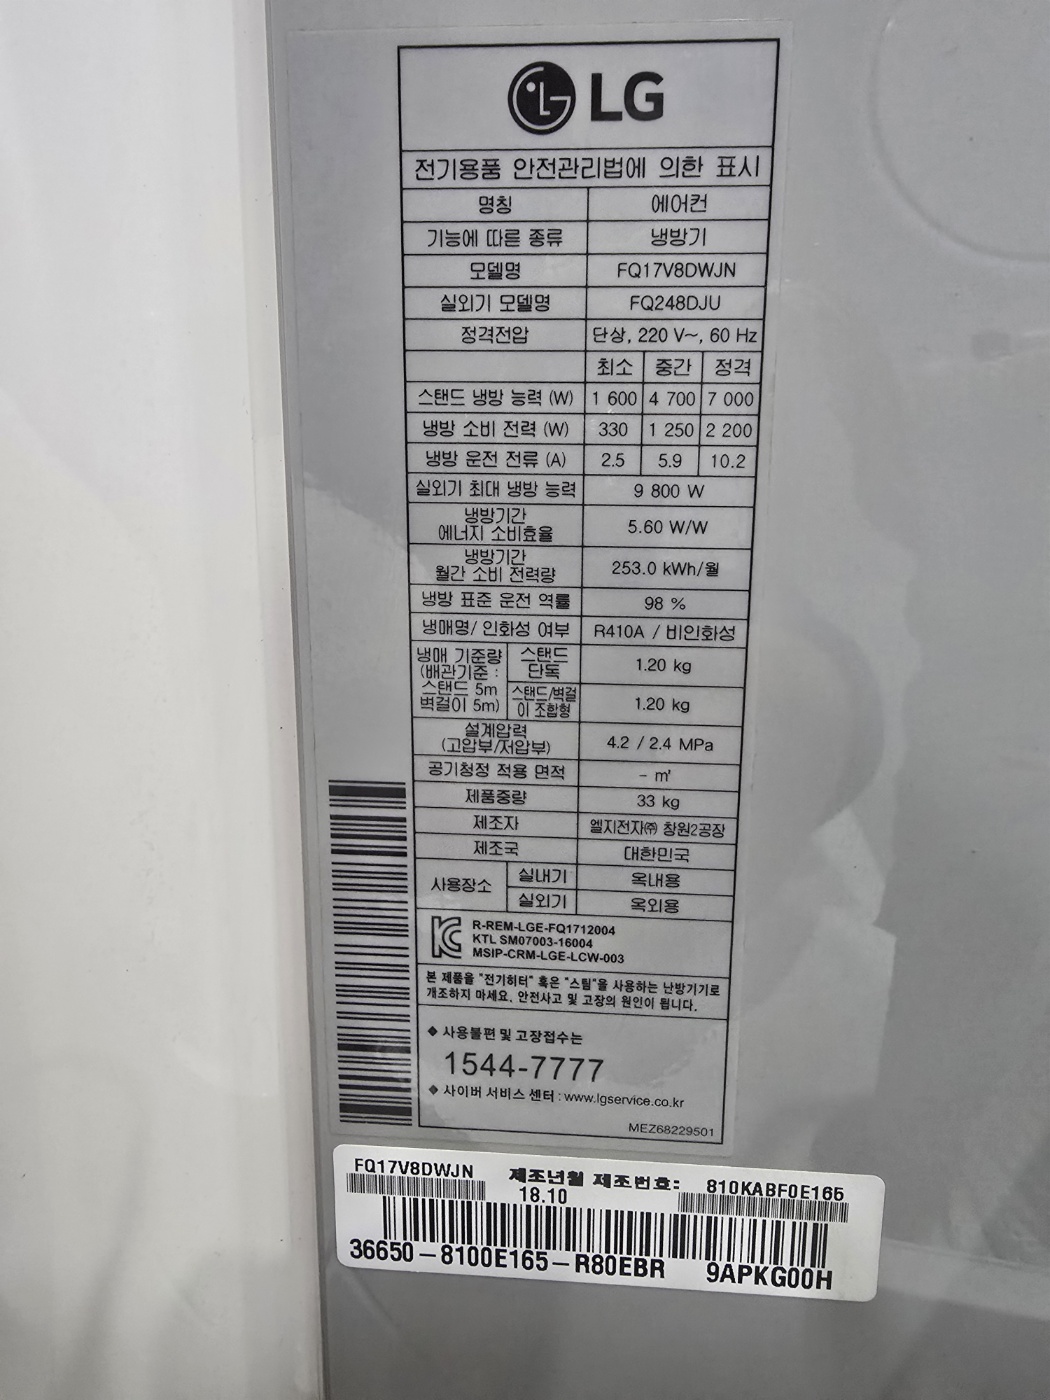 LG
전기용품 안전관리법에 의한 표시
명칭 에어컨
기능에 따른 종류 냉방기
모델명 FQ17V8DWJN
실외기 모델명 FQ248DJU
정격전압 단상, 220 V~, 60 Hz
최소 중간 정격
스탠드 냉방 능력 (W) 1 600 4 700 7 000
냉방 소비 전력 (W) 330 1 250 2 200
냉방 운전 전류 (A) 2.5 5.9 10.2
실외기 최대 냉방 능력 9 800 W
냉방기간
에너지 소비효율 5.60 W/W
냉방기간
월간 소비 전력량 253.0 kWh/월
냉방 표준 운전 역률 98 %
냉매명/ 인화성 여부 R410A / 비인화성
냉매 기준량
(배관기준 :
스탠드 5m
벽걸이 5m)
스탠드
단독 1.20 kg
스탠드/벽걸
이 조합형 1.20 kg
설계압력
(고압부/저압부) 4.2 / 2.4 MPa
공기청정 적용 면적 - ㎡
제품중량 33 kg
제조자 엘지전자㈜ 창원2공장
제조국 대한민국
사용장소 실내기 옥내용
실외기 옥외용
R-REM-LGE-FQ1712004
KTL SM07003-16004
MSIP-CRM-LGE-LCW-003
본 제품을 "전기히터" 혹은 "스팀"을 사용하는 난방기기로
개조하지 마세요. 안전사고 및 고장의 원인이 됩니다.
◆ 사용불편 및 고장접수는
1544-7777
◆ 사이버 서비스 센터 : www.lgservice.co.kr
MEZ68229501
FQ17V8DWJN 제조년월 제조번호: 810KABF0E165
18.10
36650-8100E165-R80EBR 9APKG00H